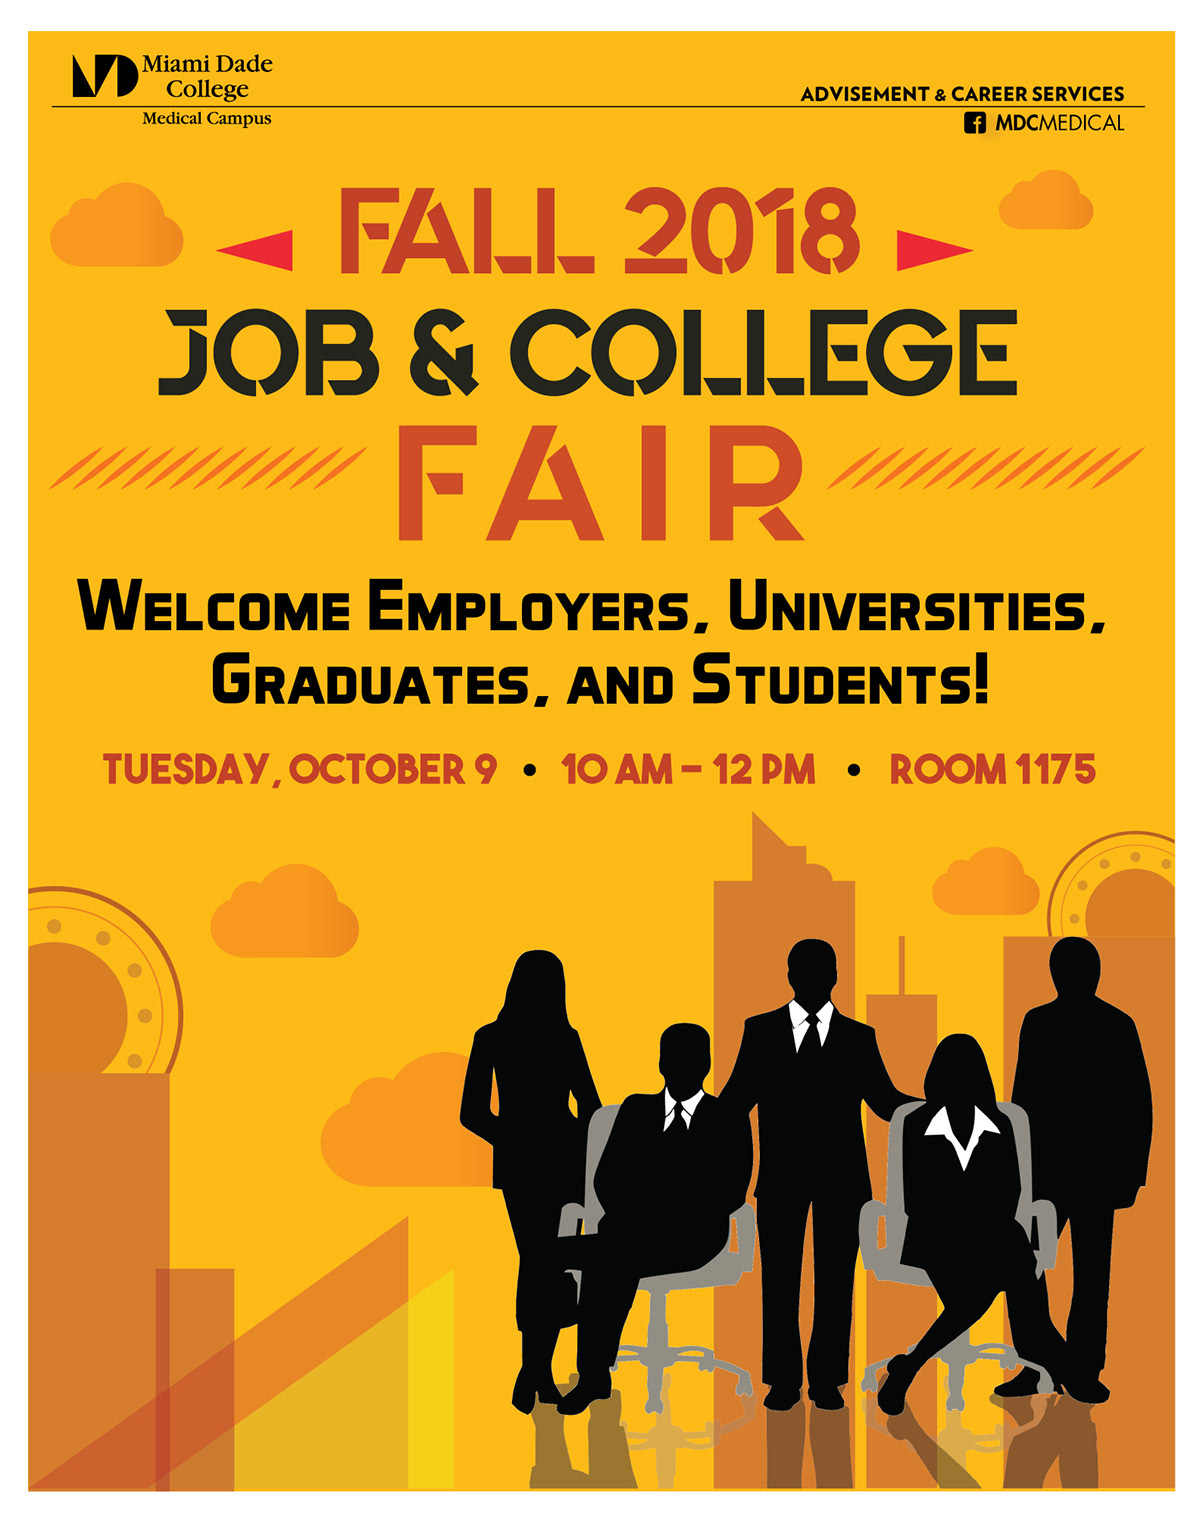 Miami Dade
College
Medical Campus
ADVISEMENT & CAREER SERVICES
MDCMEDICAL
FALL 2018
JOB & COLLEGE
FAIR
WELCOME EMPLOYERS, UNIVERSITIES,
GRADUATES, AND STUDENTS!
TUESDAY, OCTOBER 9 • 10 AM – 12 PM • ROOM 1175